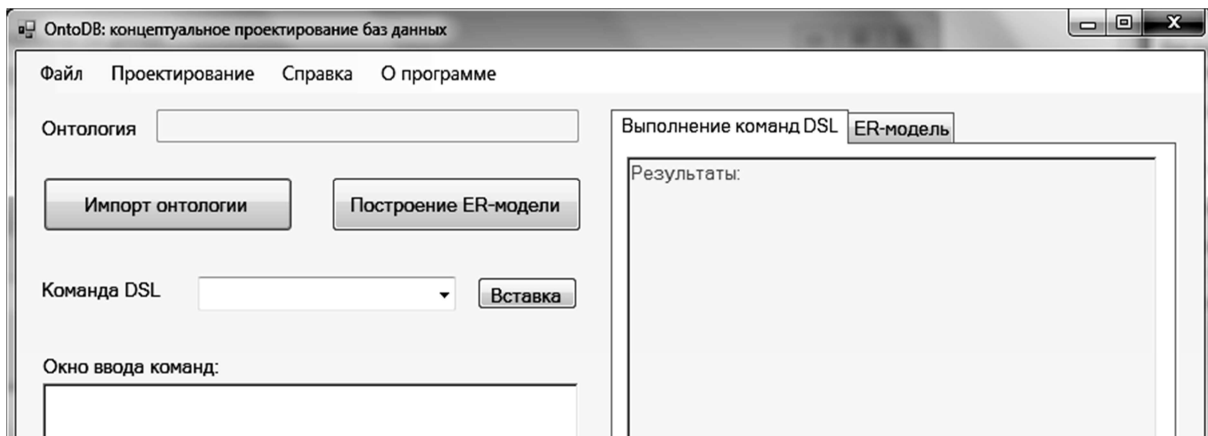 OntoDB: концептуальное проектирование баз данных
Файл Проектирование Справка О программе
Онтология
Импорт онтологии Построение ER-модели
Команда DSL Вставка
Окно ввода команд:
Выполнение команд DSL ER-модель
Результаты: